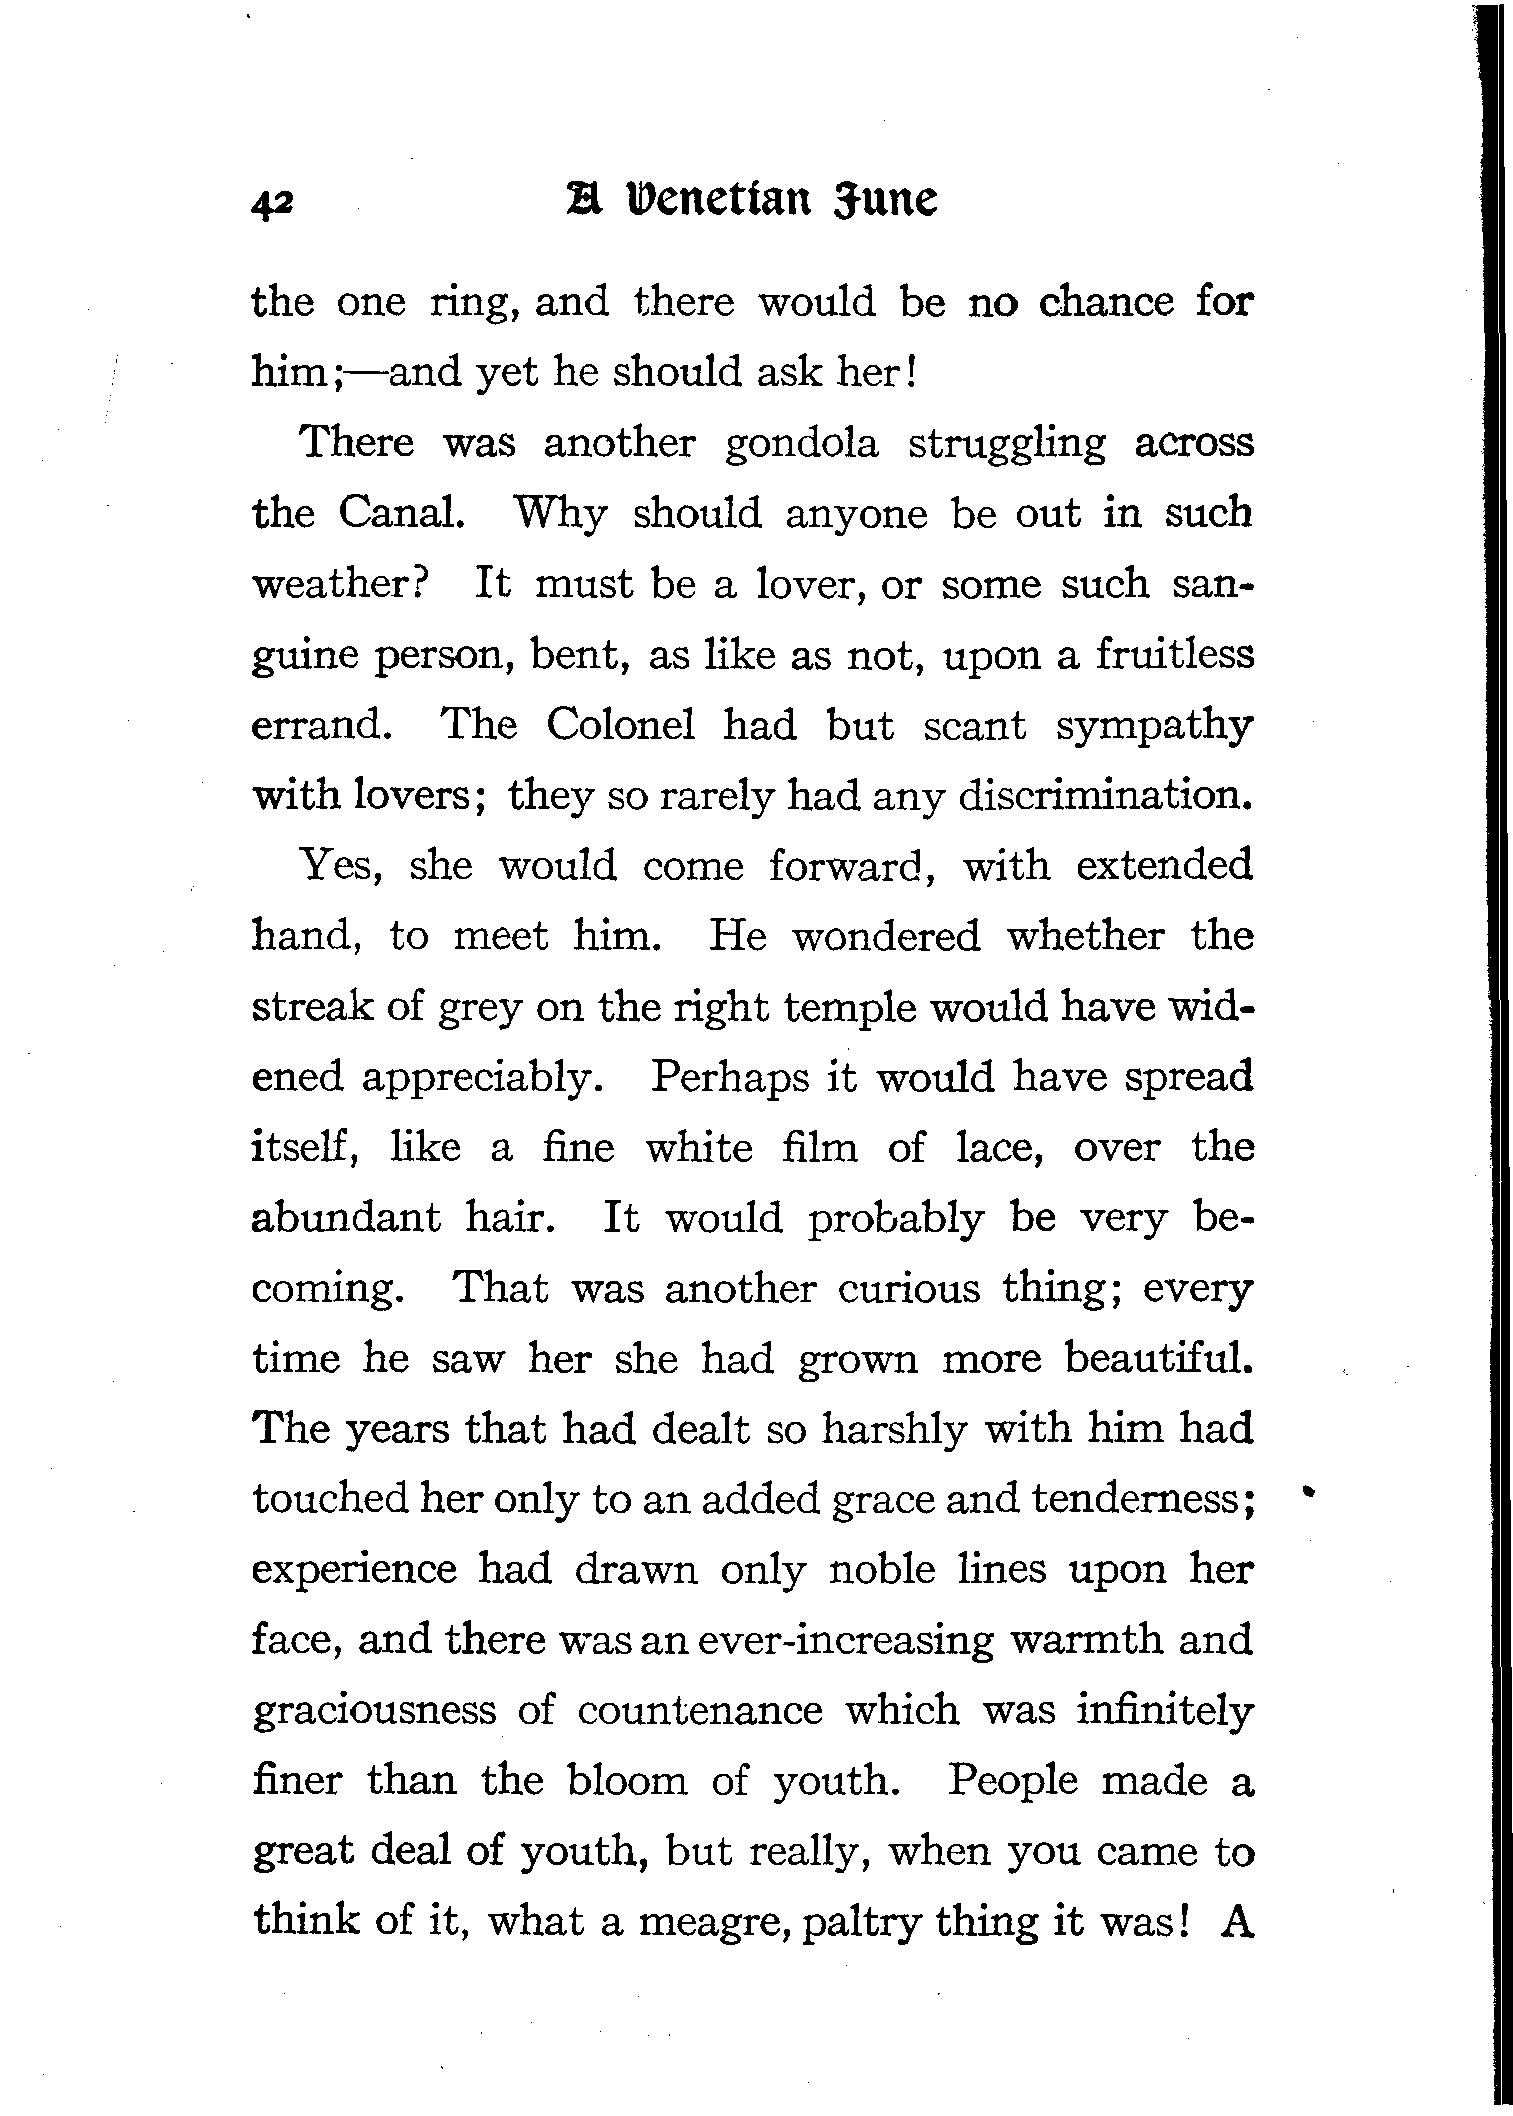 42 A Venetian June
the one ring, and there would be no chance for
him;—and yet he should ask her!
There was another gondola struggling across
the Canal. Why should anyone be out in such
weather? It must be a lover, or some such san-
guine person, bent, as like as not, upon a fruitless
errand. The Colonel had but scant sympathy
with lovers; they so rarely had any discrimination.
Yes, she would come forward, with extended
hand, to meet him. He wondered whether the
streak of grey on the right temple would have wid-
ened appreciably. Perhaps it would have spread
itself, like a fine white film of lace, over the
abundant hair. It would probably be very be-
coming. That was another curious thing; every
time he saw her she had grown more beautiful.
The years that had dealt so harshly with him had
touched her only to an added grace and tenderness;
experience had drawn only noble lines upon her
face, and there was an ever-increasing warmth and
graciousness of countenance which was infinitely
finer than the bloom of youth. People made a
great deal of youth, but really, when you came to
think of it, what a meagre, paltry thing it was! A